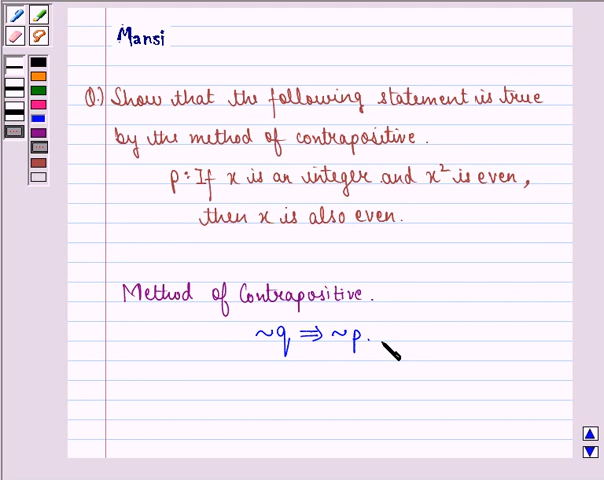 Mansi
Q.) Show that the following statement is true
by the method of contrapositive.
p: If x is an integer and x² is even,
then x is also even.
Method of Contrapositive.
~q ⇒ ~p.